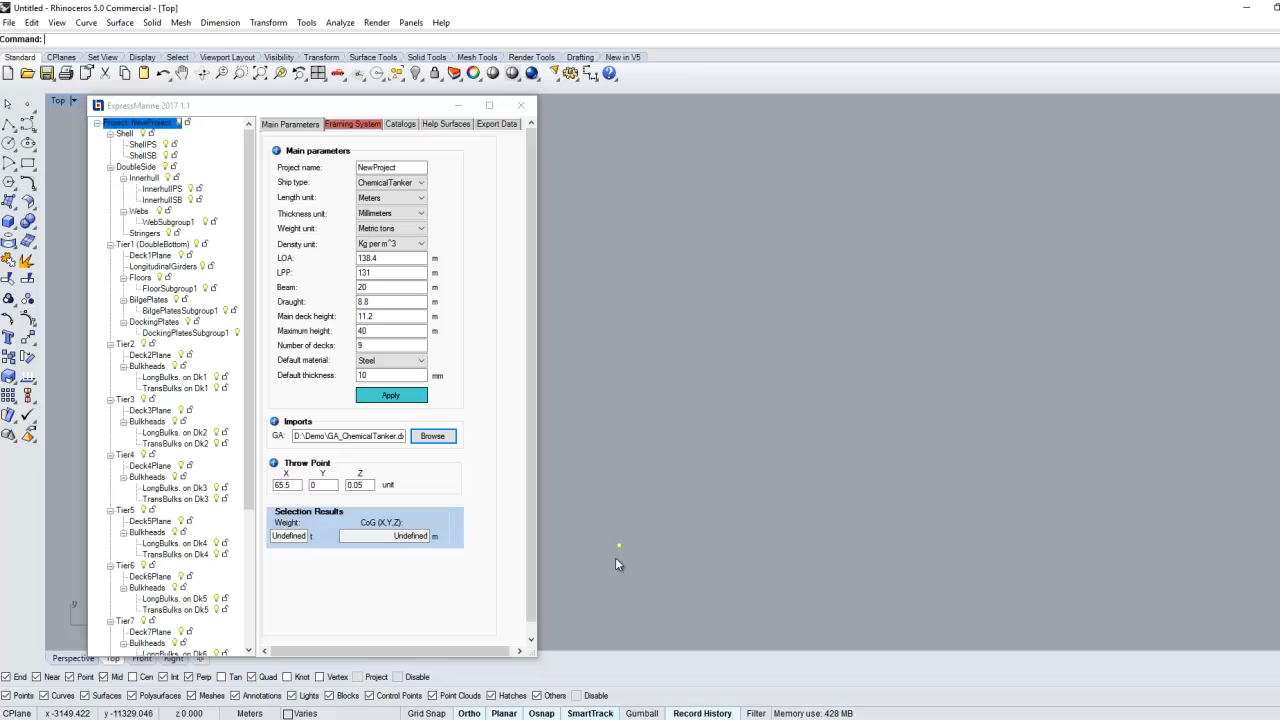 Untitled - Rhinoceros 5.0 Commercial - [Top]
File Edit View Curve Surface Solid Mesh Dimension Transform Tools Analyze Render Panels Help
Command:
Standard CPlanes Set View Display Select Viewport Layout Visibility Transform Surface Tools Solid Tools Mesh Tools Render Tools Drafting New in V5
Top
ExpressMarine 2017 1.1
Project: NewProject
Shell
ShellPS
ShellSB
DoubleSide
Innerhull
InnerhullPS
InnerhullSB
Webs
WebSubgroup1
Stringers
Tier1 (DoubleBottom)
Deck1Plane
LongitudinalGirders
Floors
FloorSubgroup1
BilgePlates
BilgePlatesSubgroup1
DockingPlates
DockingPlatesSubgroup1
Tier2
Deck2Plane
Bulkheads
LongBulks. on Dk1
TransBulks on Dk1
Tier3
Deck3Plane
Bulkheads
LongBulks. on Dk2
TransBulks on Dk2
Tier4
Deck4Plane
Bulkheads
LongBulks. on Dk3
TransBulks on Dk3
Tier5
Deck5Plane
Bulkheads
LongBulks. on Dk4
TransBulks on Dk4
Tier6
Deck6Plane
Bulkheads
LongBulks. on Dk5
TransBulks on Dk5
Tier7
Deck7Plane
Bulkheads
LongBulks. on Dk6
Main Parameters Framing System Catalogs Help Surfaces Export Data
Main parameters
Project name: NewProject
Ship type: ChemicalTanker
Length unit: Meters
Thickness unit: Millimeters
Weight unit: Metric tons
Density unit: Kg per m^3
LOA: 138.4 m
LPP: 131 m
Beam: 20 m
Draught: 8.8 m
Main deck height: 11.2 m
Maximum height: 40 m
Number of decks: 9
Default material: Steel
Default thickness: 10 mm
Apply
Imports
GA: D:\Demo\GA_ChemicalTanker.dx Browse
Throw Point
X Y Z
65.5 0 0.05 unit
Selection Results
Weight: CoG (X,Y,Z):
Undefined t Undefined m
y
Perspective Top Front Right
End Near Point Mid Cen Int Perp Tan Quad Knot Vertex Project Disable
Points Curves Surfaces Polysurfaces Meshes Annotations Lights Blocks Control Points Point Clouds Hatches Others Disable
CPlane x -3149.422 y -11329.046 z 0.000 Meters Varies Grid Snap Ortho Planar Osnap SmartTrack Gumball Record History Filter Memory use: 428 MB